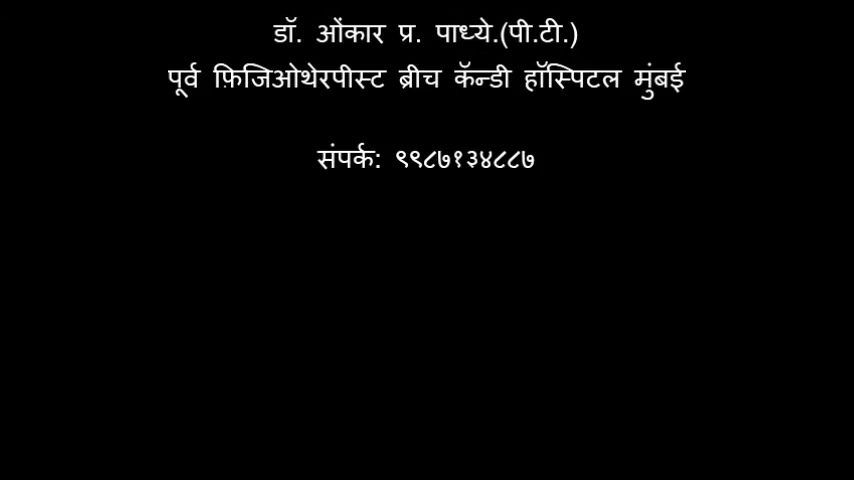 डॉ. ओंकार प्र. पाध्ये.(पी.टी.)
पूर्व फ़िजिओथेरपीस्ट ब्रीच कॅन्डी हॉस्पिटल मुंबई
संपर्क: ९९८७१३४८८७